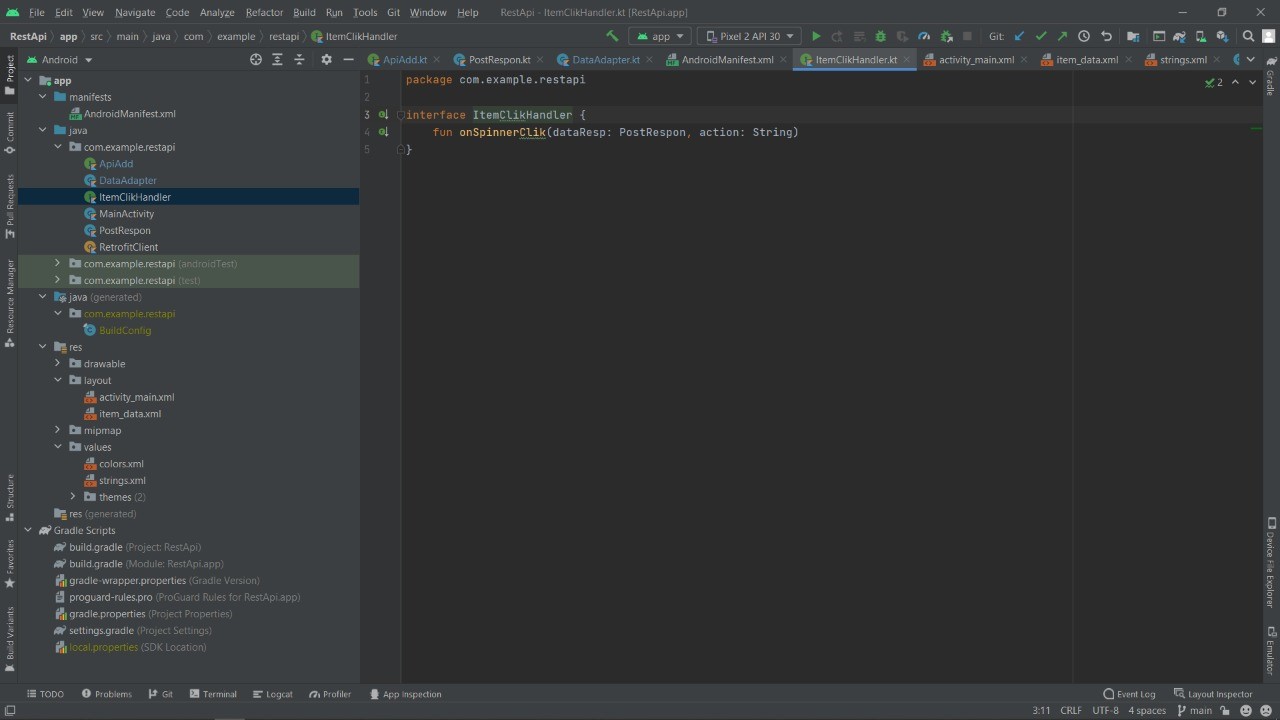 File Edit View Navigate Code Analyze Refactor Build Run Tools Git Window Help RestApi - ItemClikHandler.kt [RestApi.app]
RestApi app src main java com example restapi ItemClikHandler app Pixel 2 API 30 Git:
Project
Commit
Pull Requests
Resource Manager
Structure
Favorites
Build Variants
Android
app
manifests
AndroidManifest.xml
java
com.example.restapi
ApiAdd
DataAdapter
ItemClikHandler
MainActivity
PostRespon
RetrofitClient
com.example.restapi (androidTest)
com.example.restapi (test)
java (generated)
com.example.restapi
BuildConfig
res
drawable
layout
activity_main.xml
item_data.xml
mipmap
values
colors.xml
strings.xml
themes (2)
res (generated)
Gradle Scripts
build.gradle (Project: RestApi)
build.gradle (Module: RestApi.app)
gradle-wrapper.properties (Gradle Version)
proguard-rules.pro (ProGuard Rules for RestApi.app)
gradle.properties (Project Properties)
settings.gradle (Project Settings)
local.properties (SDK Location)
ApiAdd.kt PostRespon.kt DataAdapter.kt AndroidManifest.xml ItemClikHandler.kt activity_main.xml item_data.xml strings.xml
1 package com.example.restapi
2
3 interface ItemClikHandler {
4 fun onSpinnerClik(dataResp: PostRespon, action: String)
5 }
2
Gradle
Device File Explorer
Emulator
TODO Problems Git Terminal Logcat Profiler App Inspection Event Log Layout Inspector
3:11 CRLF UTF-8 4 spaces main